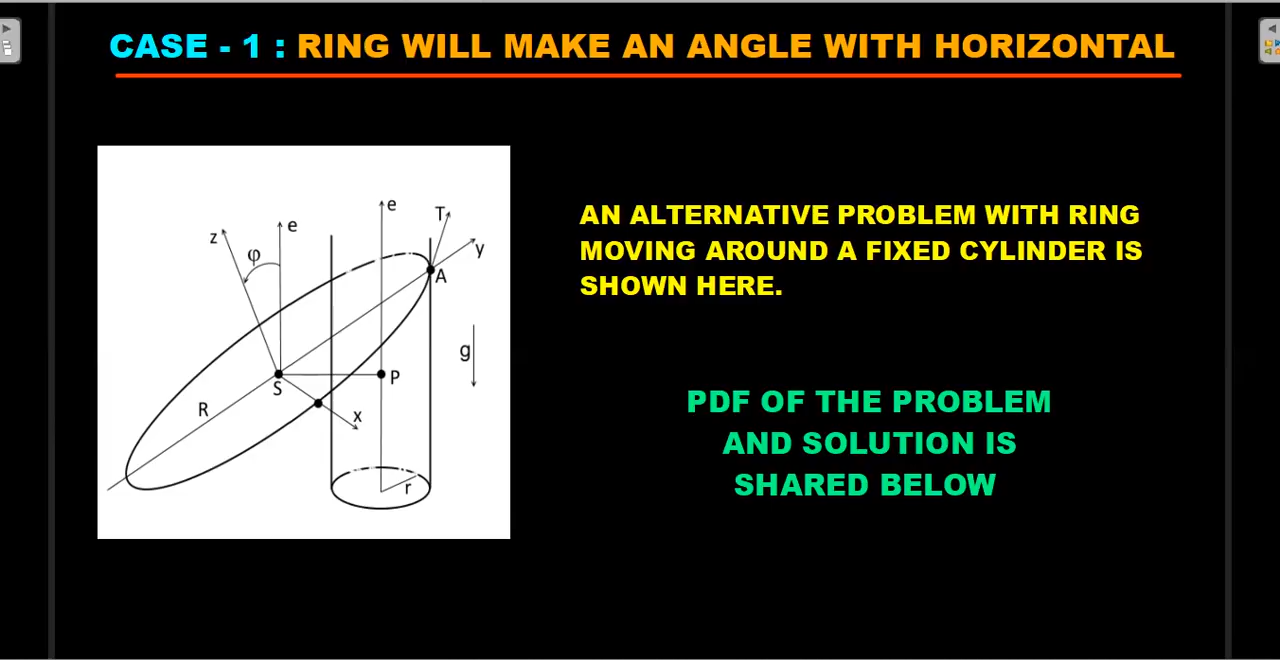 CASE - 1 : RING WILL MAKE AN ANGLE WITH HORIZONTAL
e
e
T
z
φ
y
A
AN ALTERNATIVE PROBLEM WITH RING
MOVING AROUND A FIXED CYLINDER IS
SHOWN HERE.
g
S
P
R
x
r
PDF OF THE PROBLEM
AND SOLUTION IS
SHARED BELOW